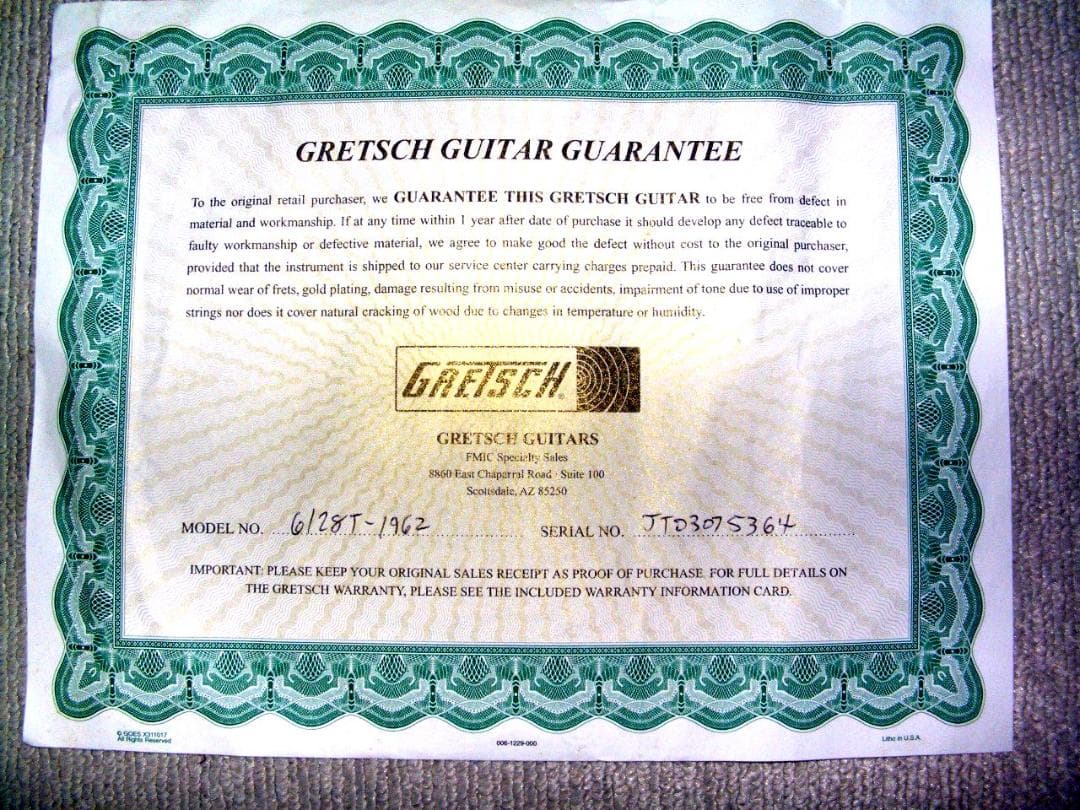 GRETSCH GUITAR GUARANTEE
To the original retail purchaser, we GUARANTEE THIS GRETSCH GUITAR to be free from defect in
material and workmanship. If at any time within 1 year after date of purchase it should develop any defect traceable to
faulty workmanship or defective material, we agree to make good the defect without cost to the original purchaser,
provided that the instrument is shipped to our service center carrying charges prepaid. This guarantee does not cover
normal wear of frets, gold plating, damage resulting from misuse or accidents, impairment of tone due to use of improper
strings nor does it cover natural cracking of wood due to changes in temperature or humidity.
GRETSCH®
GRETSCH GUITARS
FMIC Specialty Sales
8860 East Chaparral Road · Suite 100
Scottsdale, AZ 85250
MODEL NO. 6128T-1962 SERIAL NO. JT03075364
IMPORTANT: PLEASE KEEP YOUR ORIGINAL SALES RECEIPT AS PROOF OF PURCHASE. FOR FULL DETAILS ON
THE GRETSCH WARRANTY, PLEASE SEE THE INCLUDED WARRANTY INFORMATION CARD.
© GOES X311617
All Rights Reserved
006-1229-000
Litho in U.S.A.